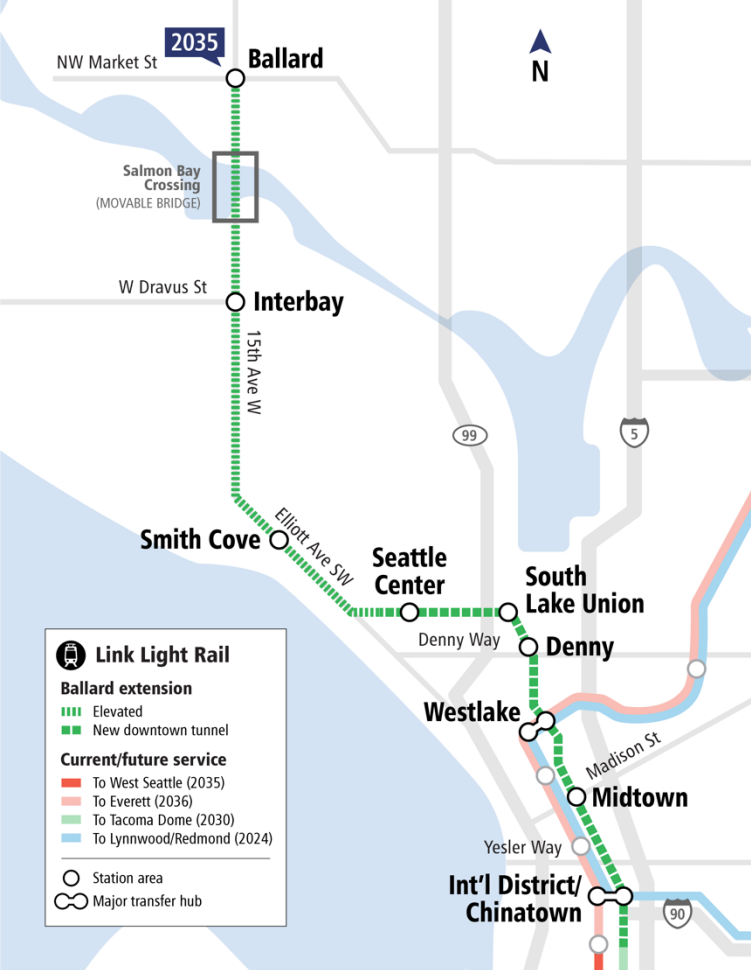 2035
Ballard
NW Market St
N
Salmon Bay
Crossing
(MOVABLE BRIDGE)
W Dravus St
Interbay
15th Ave W
99
5
Smith Cove
Elliott Ave SW
Seattle
Center
South
Lake Union
Denny Way
Denny
Westlake
Madison St
Midtown
Yesler Way
Int'l District/
Chinatown
90
Link Light Rail
Ballard extension
Elevated
New downtown tunnel
Current/future service
To West Seattle (2035)
To Everett (2036)
To Tacoma Dome (2030)
To Lynnwood/Redmond (2024)
Station area
Major transfer hub